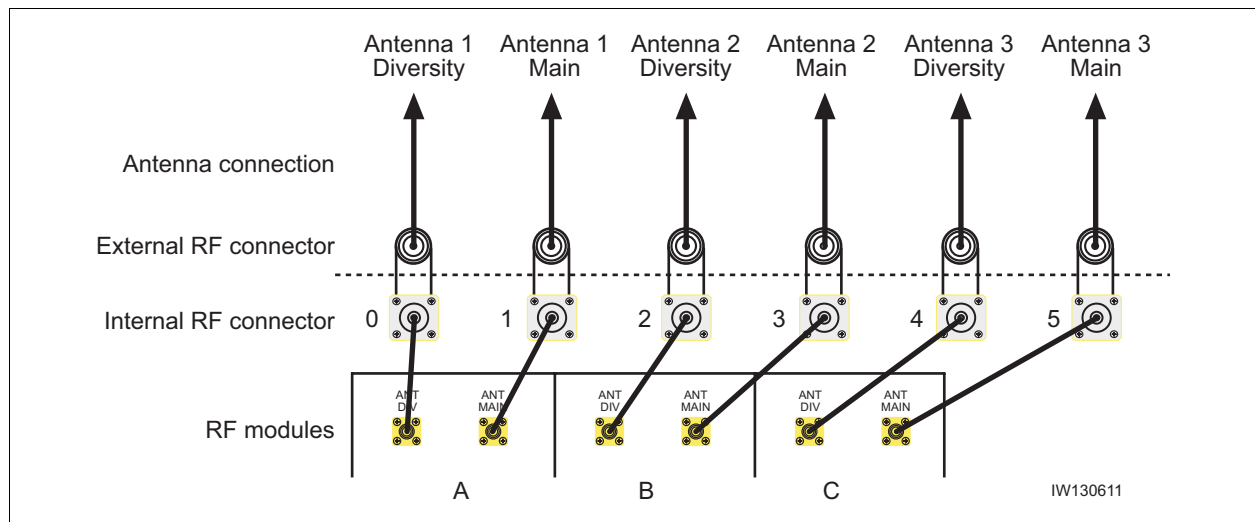 Antenna 1 Diversity
Antenna 1 Main
Antenna 2 Diversity
Antenna 2 Main
Antenna 3 Diversity
Antenna 3 Main
Antenna connection
External RF connector
Internal RF connector
0
1
2
3
4
5
ANT DIV
ANT MAIN
ANT DIV
ANT MAIN
ANT DIV
ANT MAIN
RF modules
A
B
C
IW130611